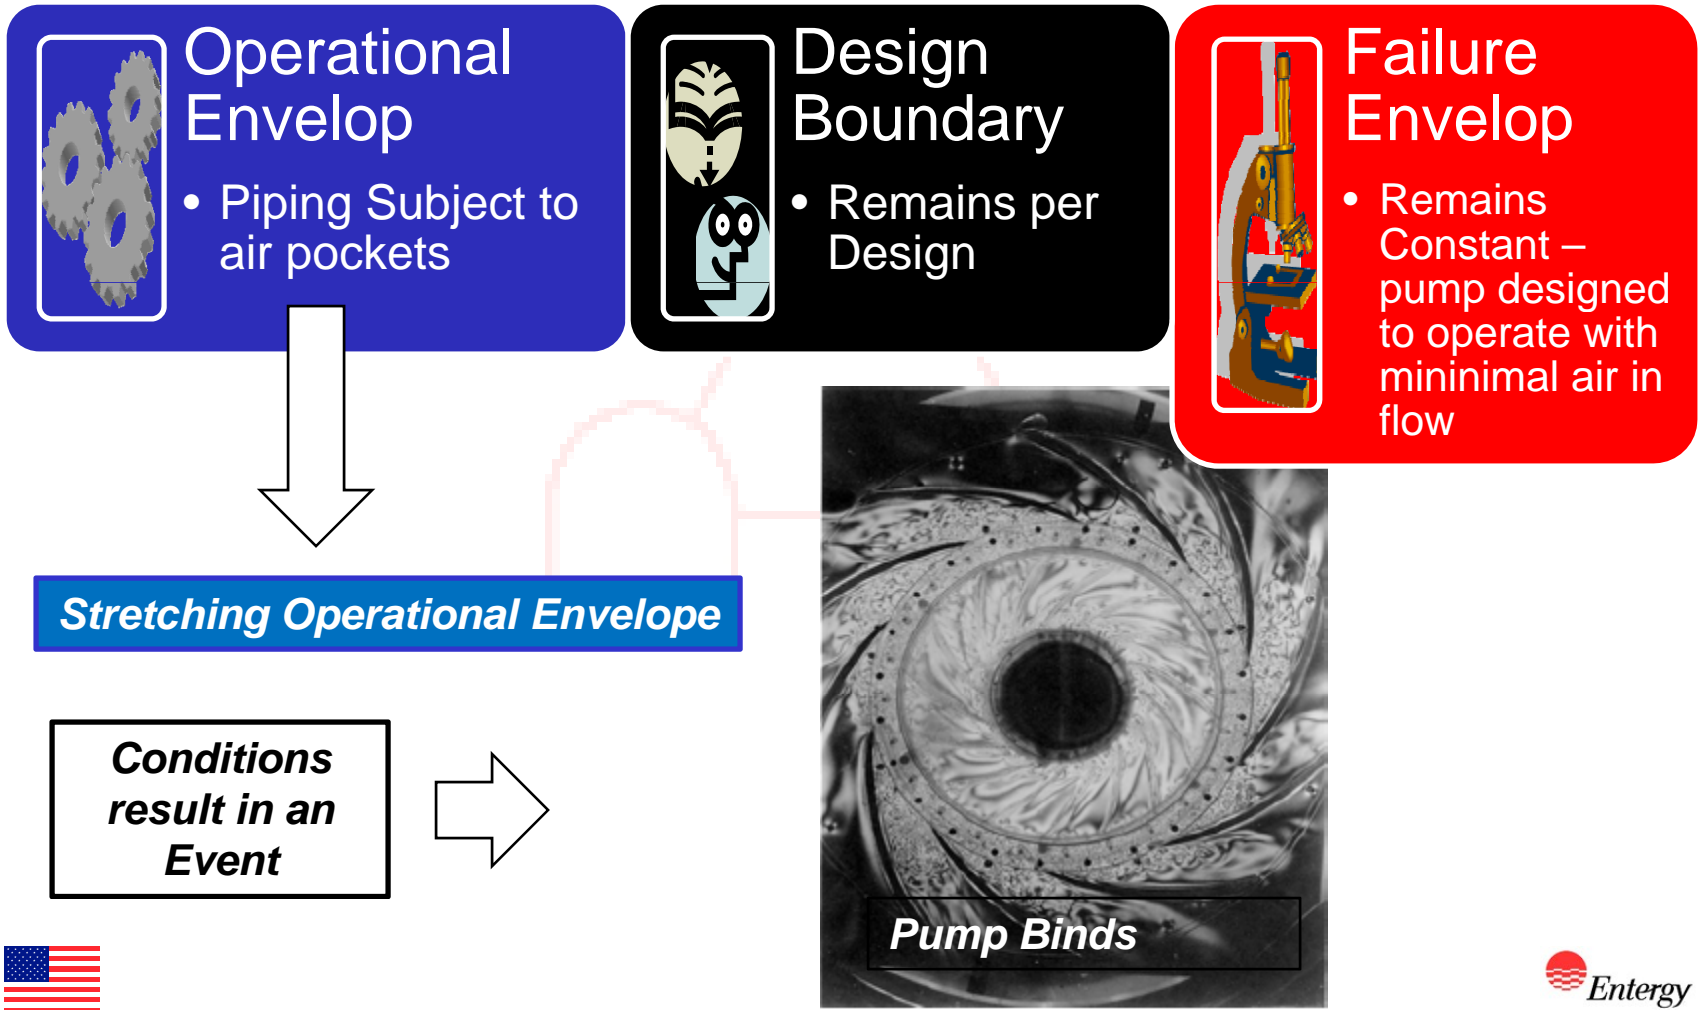 Operational
Envelop
• Piping Subject to
air pockets
Design
Boundary
• Remains per
Design
Failure
Envelop
• Remains
Constant –
pump designed
to operate with
mininimal air in
flow
Stretching Operational Envelope
Conditions
result in an
Event
Pump Binds
Entergy